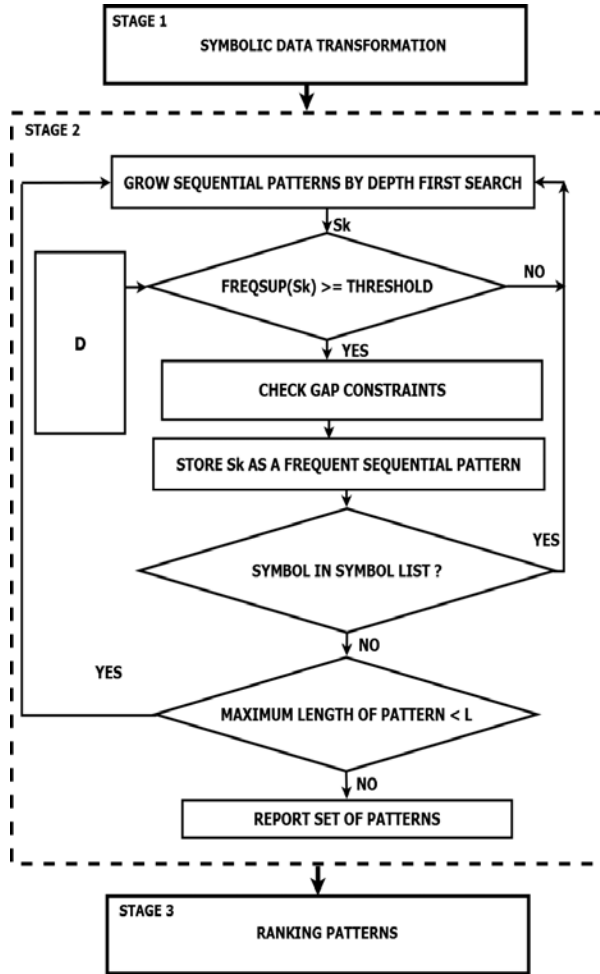 STAGE 1
SYMBOLIC DATA TRANSFORMATION
STAGE 2
GROW SEQUENTIAL PATTERNS BY DEPTH FIRST SEARCH
Sk
FREQSUP(Sk) >= THRESHOLD
NO
D
YES
CHECK GAP CONSTRAINTS
STORE Sk AS A FREQUENT SEQUENTIAL PATTERN
YES
SYMBOL IN SYMBOL LIST ?
NO
YES
MAXIMUM LENGTH OF PATTERN < L
NO
REPORT SET OF PATTERNS
STAGE 3
RANKING PATTERNS